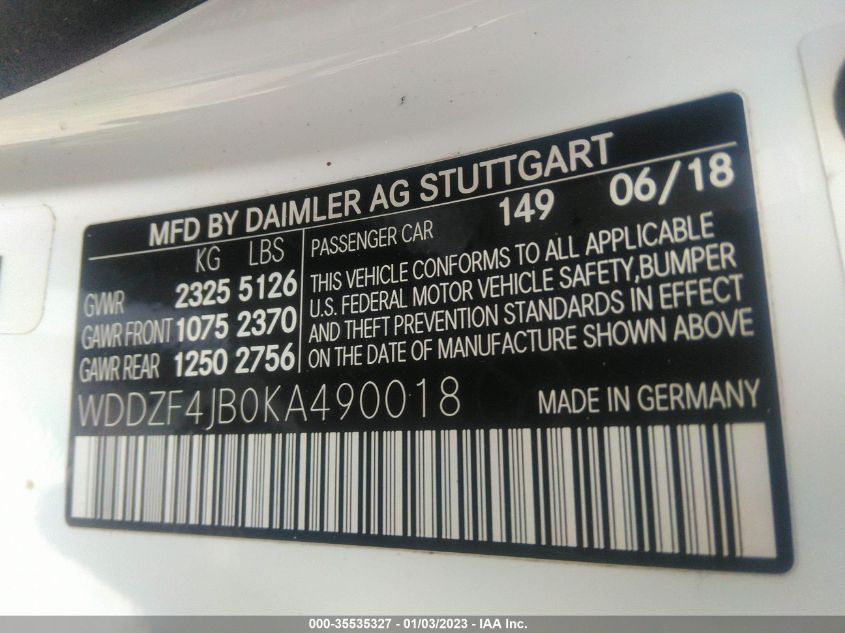 MFD BY DAIMLER AG STUTTGART
KG LBS
GVWR 2325 5126
GAWR FRONT 1075 2370
GAWR REAR 1250 2756
PASSENGER CAR 149 06/18
THIS VEHICLE CONFORMS TO ALL APPLICABLE
U.S. FEDERAL MOTOR VEHICLE SAFETY,BUMPER
AND THEFT PREVENTION STANDARDS IN EFFECT
ON THE DATE OF MANUFACTURE SHOWN ABOVE
WDDZF4JB0KA490018 MADE IN GERMANY
000-35535327 - 01/03/2023 - IAA Inc.